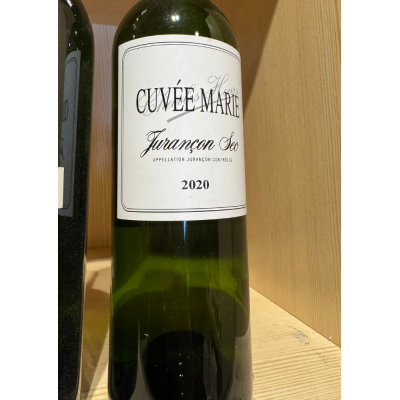 CUVÉE MARIE
Jurançon Sec
APPELLATION JURANÇON CONTRÔLÉE
2020